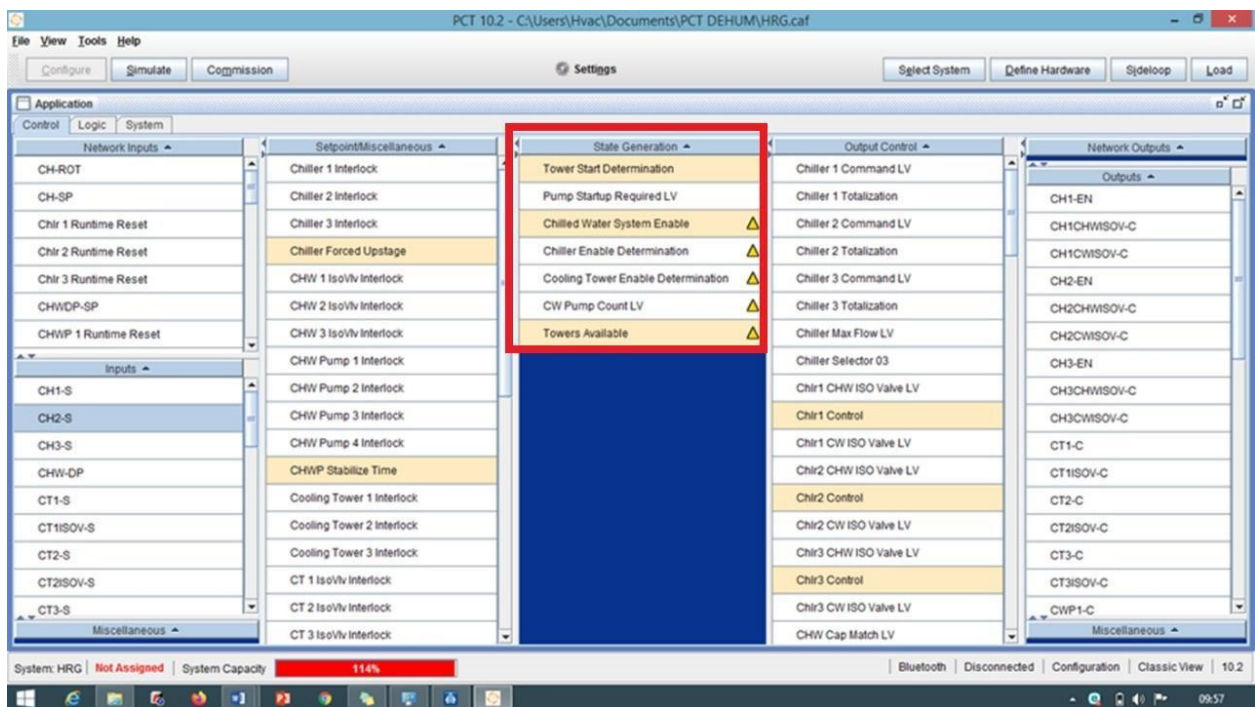 PCT 10.2 - C:\Users\Hvac\Documents\PCT DEHUM\HRG.caf
File View Tools Help
Configure Simulate Commission Settings Select System Define Hardware Sideloop Load
Application
Control Logic System
Network Inputs
CH-ROT
CH-SP
Chlr 1 Runtime Reset
Chlr 2 Runtime Reset
Chlr 3 Runtime Reset
CHWDP-SP
CHWP 1 Runtime Reset
Inputs
CH1-S
CH2-S
CH3-S
CHW-DP
CT1-S
CT1ISOV-S
CT2-S
CT2ISOV-S
CT3-S
Miscellaneous
Setpoint/Miscellaneous
Chiller 1 Interlock
Chiller 2 Interlock
Chiller 3 Interlock
Chiller Forced Upstage
CHW 1 IsoVlv Interlock
CHW 2 IsoVlv Interlock
CHW 3 IsoVlv Interlock
CHW Pump 1 Interlock
CHW Pump 2 Interlock
CHW Pump 3 Interlock
CHW Pump 4 Interlock
CHWP Stabilize Time
Cooling Tower 1 Interlock
Cooling Tower 2 Interlock
Cooling Tower 3 Interlock
CT 1 IsoVlv Interlock
CT 2 IsoVlv Interlock
CT 3 IsoVlv Interlock
State Generation
Tower Start Determination
Pump Startup Required LV
Chilled Water System Enable
Chiller Enable Determination
Cooling Tower Enable Determination
CW Pump Count LV
Towers Available
Output Control
Chiller 1 Command LV
Chiller 1 Totalization
Chiller 2 Command LV
Chiller 2 Totalization
Chiller 3 Command LV
Chiller 3 Totalization
Chiller Max Flow LV
Chiller Selector 03
Chlr1 CHW ISO Valve LV
Chlr1 Control
Chlr1 CW ISO Valve LV
Chlr2 CHW ISO Valve LV
Chlr2 Control
Chlr2 CW ISO Valve LV
Chlr3 CHW ISO Valve LV
Chlr3 Control
Chlr3 CW ISO Valve LV
CHW Cap Match LV
Network Outputs
Outputs
CH1-EN
CH1CHWISOV-C
CH1CWISOV-C
CH2-EN
CH2CHWISOV-C
CH2CWISOV-C
CH3-EN
CH3CHWISOV-C
CH3CWISOV-C
CT1-C
CT1ISOV-C
CT2-C
CT2ISOV-C
CT3-C
CT3ISOV-C
CWP1-C
Miscellaneous
System: HRG Not Assigned System Capacity 114% Bluetooth Disconnected Configuration Classic View 10.2
09:57